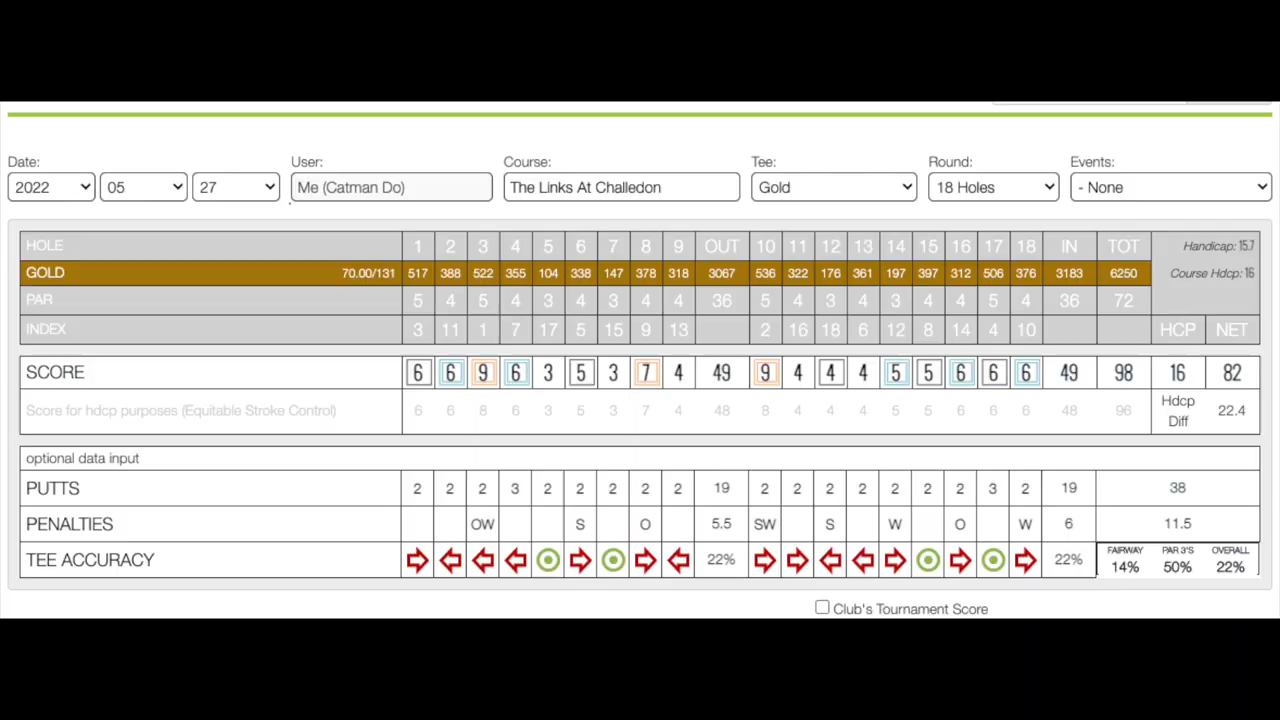 Date: User: Course: Tee: Round: Events:
2022 05 27 Me (Catman Do) The Links At Challedon Gold 18 Holes - None
HOLE 1 2 3 4 5 6 7 8 9 OUT 10 11 12 13 14 15 16 17 18 IN TOT Handicap: 15.7
GOLD 70.00/131 517 388 522 355 104 338 147 378 318 3067 536 322 176 361 197 397 312 506 376 3183 6250 Course Hdcp: 16
PAR 5 4 5 4 3 4 3 4 4 36 5 4 3 4 3 4 4 5 4 36 72
INDEX 3 11 1 7 17 5 15 9 13 2 16 18 6 12 8 14 4 10 HCP NET
SCORE 6 6 9 6 3 5 3 7 4 49 9 4 4 4 5 5 6 6 6 49 98 16 82
Score for hdcp purposes (Equitable Stroke Control) 6 6 8 6 3 5 3 7 4 48 8 4 4 4 5 5 6 6 6 48 96 Hdcp Diff 22.4
optional data input
PUTTS 2 2 2 3 2 2 2 2 2 19 2 2 2 2 2 2 2 3 2 19 38
PENALTIES OW S O 5.5 SW S W O W 6 11.5
TEE ACCURACY 22% 22% FAIRWAY 14% PAR 3'S 50% OVERALL 22%
Club's Tournament Score